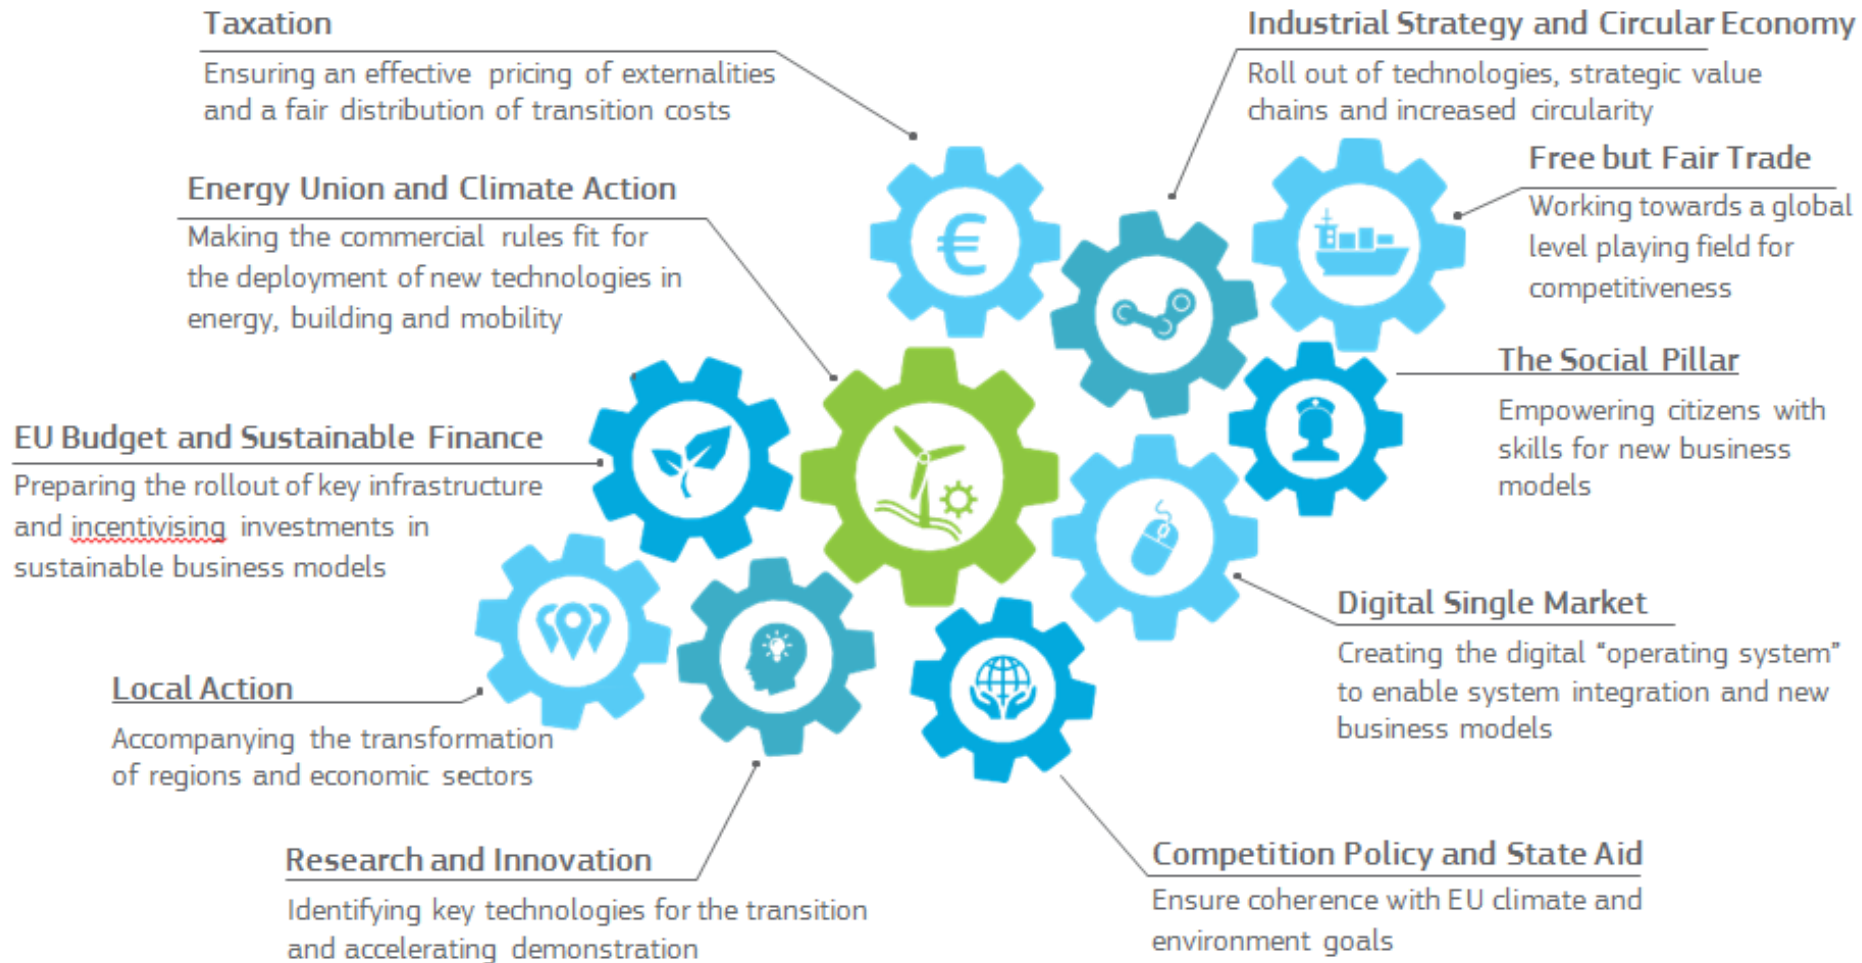 Taxation
Ensuring an effective pricing of externalities
and a fair distribution of transition costs
Industrial Strategy and Circular Economy
Roll out of technologies, strategic value
chains and increased circularity
Free but Fair Trade
Working towards a global
level playing field for
competitiveness
Energy Union and Climate Action
Making the commercial rules fit for
the deployment of new technologies in
energy, building and mobility
€
The Social Pillar
Empowering citizens with
skills for new business
models
EU Budget and Sustainable Finance
Preparing the rollout of key infrastructure
and incentivising investments in
sustainable business models
Digital Single Market
Creating the digital “operating system”
to enable system integration and new
business models
Local Action
Accompanying the transformation
of regions and economic sectors
Research and Innovation
Identifying key technologies for the transition
and accelerating demonstration
Competition Policy and State Aid
Ensure coherence with EU climate and
environment goals